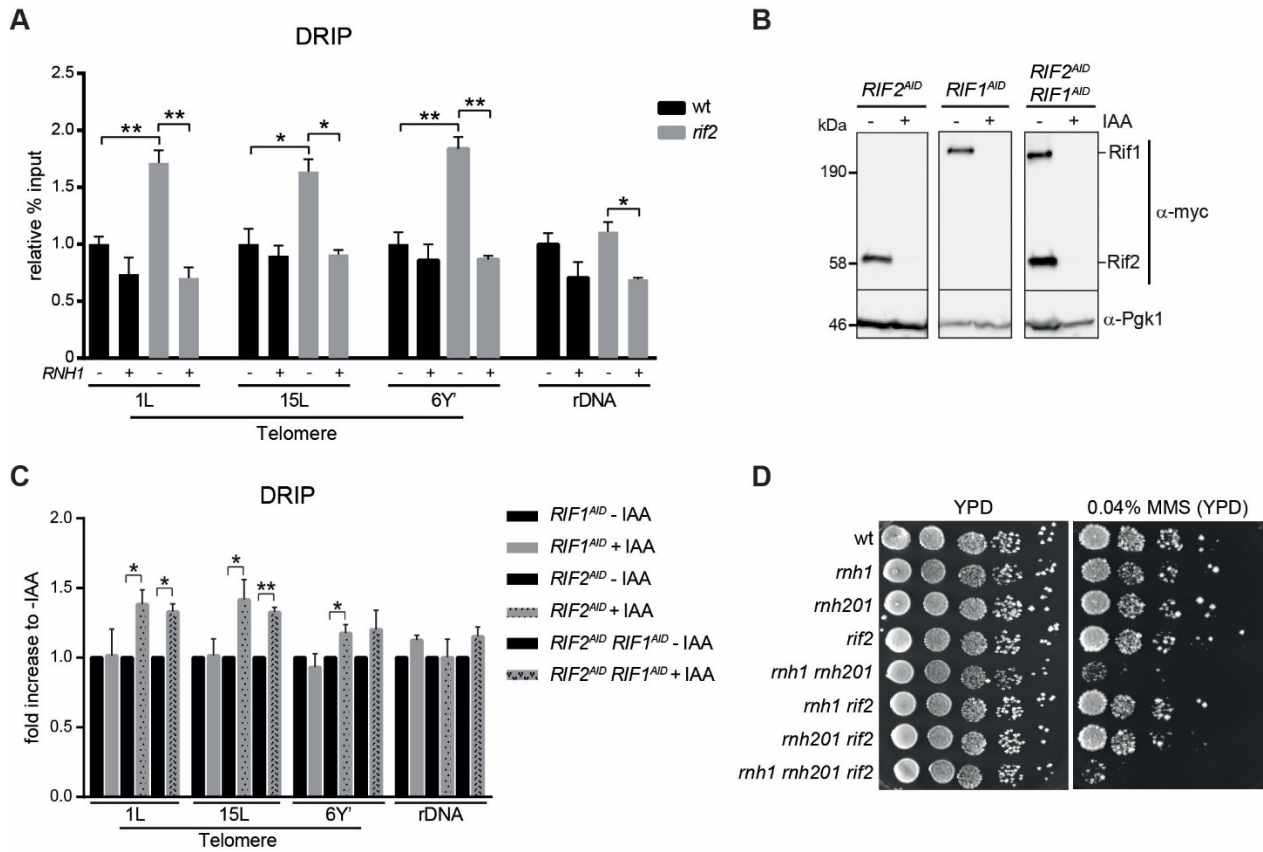 A
DRIP
relative % input
2.5
2.0
1.5
1.0
0.5
0
** ** * * ** ** *
wt
rif2
RNH1 - + - + - + - + - + - + - + - +
1L 15L 6Y' rDNA
Telomere
B
RIF2AID RIF1AID RIF2AID RIF1AID
kDa - + - + - + IAA
190
58
46
Rif1
Rif2
α-myc
α-Pgk1
C
DRIP
fold increase to -IAA
2.0
1.5
1.0
0.5
0.0
* * * ** *
1L 15L 6Y' rDNA
Telomere
RIF1AID - IAA
RIF1AID + IAA
RIF2AID - IAA
RIF2AID + IAA
RIF2AID RIF1AID - IAA
RIF2AID RIF1AID + IAA
D
YPD 0.04% MMS (YPD)
wt
rnh1
rnh201
rif2
rnh1 rnh201
rnh1 rif2
rnh201 rif2
rnh1 rnh201 rif2